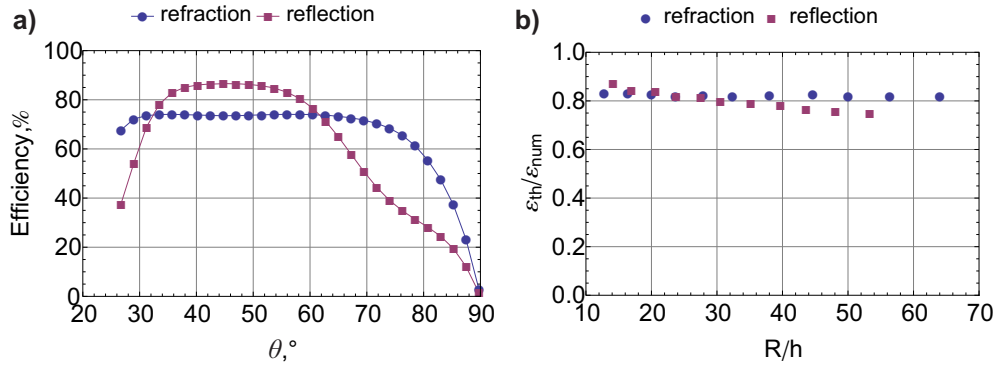 a)
refraction reflection
Efficiency,%
100
80
60
40
20
0
20 30 40 50 60 70 80 90
θ,°
b)
refraction reflection
εth/εnum
1.0
0.8
0.6
0.4
0.2
0.0
10 20 30 40 50 60 70
R/h